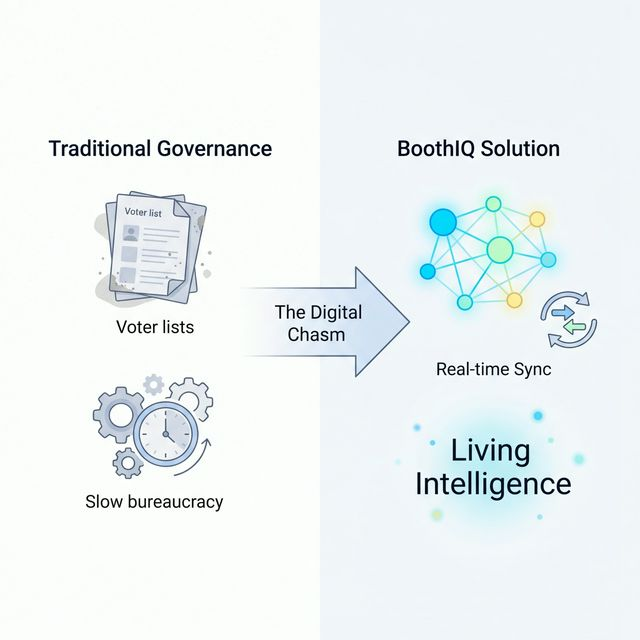 Traditional Governance
Voter list
Voter lists
Slow bureaucracy
The Digital
Chasm
BoothIQ Solution
Real-time Sync
Living
Intelligence